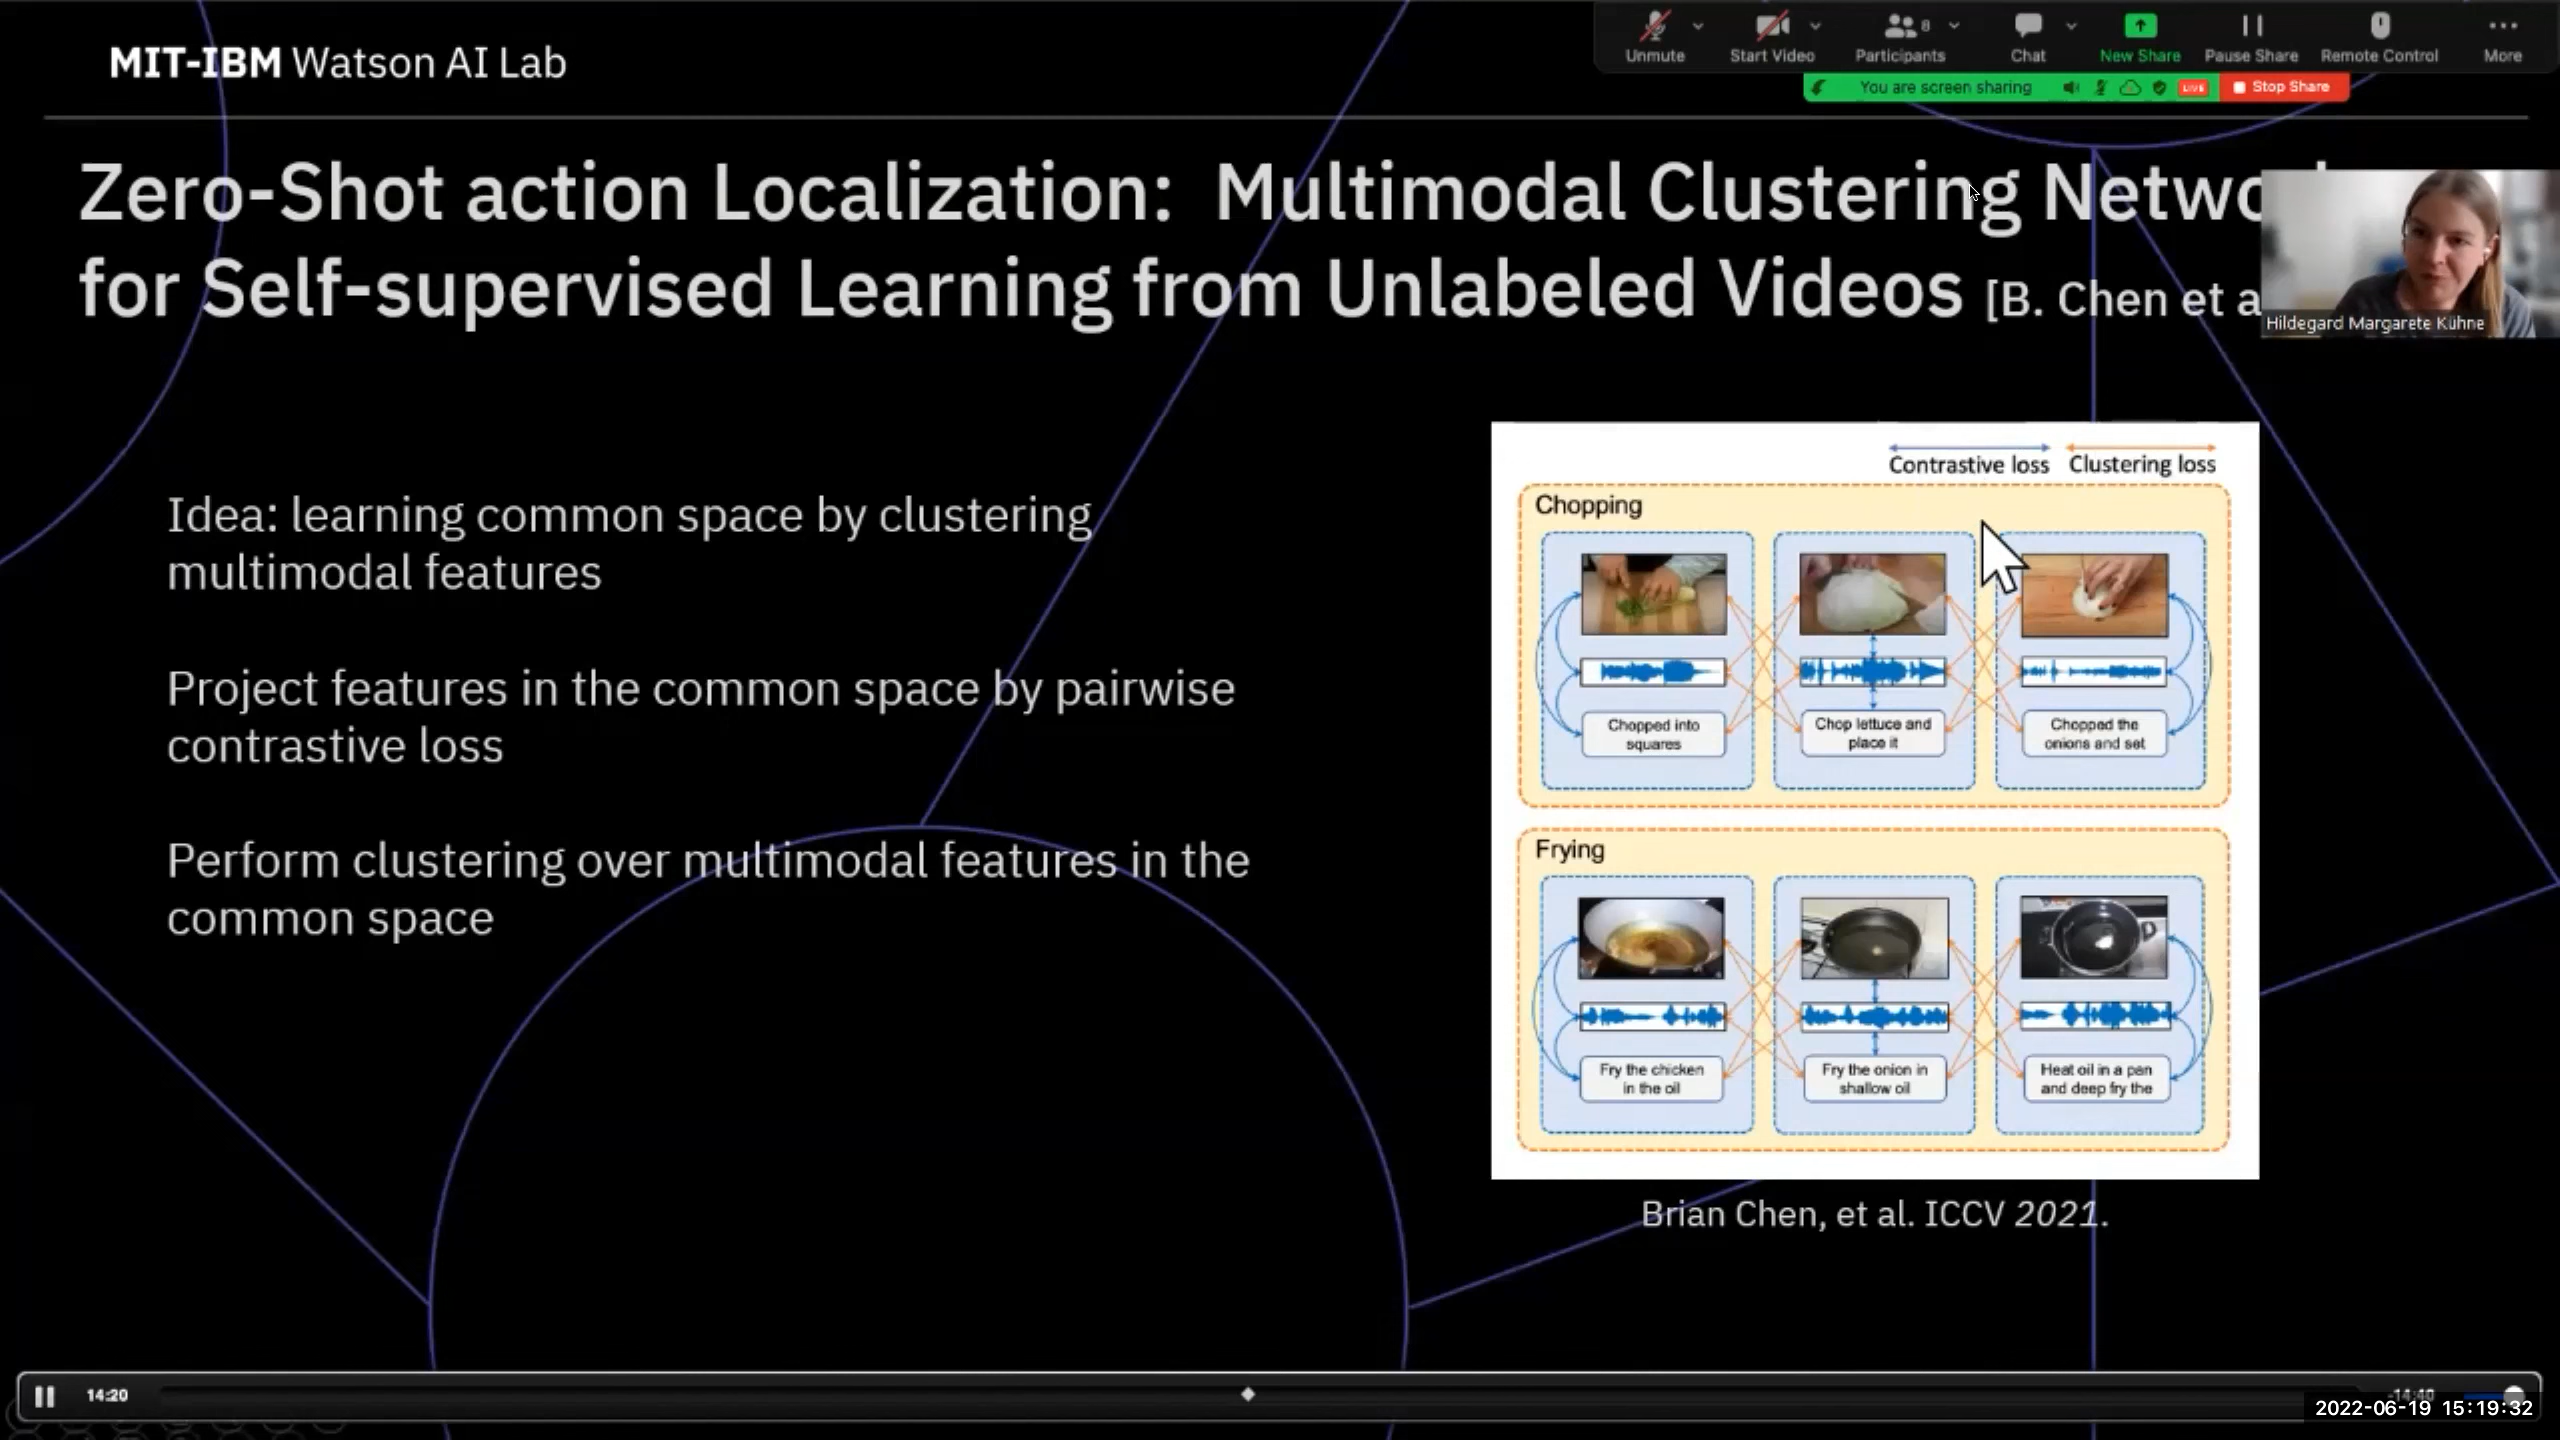 MIT-IBM Watson AI Lab
Unmute
Start Video
Participants
8
Chat
New Share
Pause Share
Remote Control
More
You are screen sharing
LIVE
Stop Share
Zero-Shot action Localization: Multimodal Clustering
for Self-supervised Learning from Unlabeled Videos [B. Chen et
Hildegard Margarete Kühne
Idea: learning common space by clustering
multimodal features
Project features in the common space by pairwise
contrastive loss
Perform clustering over multimodal features in the
common space
Contrastive loss
Clustering loss
Chopping
Chopped into
squares
Chop lettuce and
place it
Chopped the
onions and set
Frying
Fry the chicken
in the oil
Fry the onion in
shallow oil
Heat oil in a pan
and deep fry the
Brian Chen, et al. ICCV 2021.
14:20
-14:40
2022-06-19 15:19:32